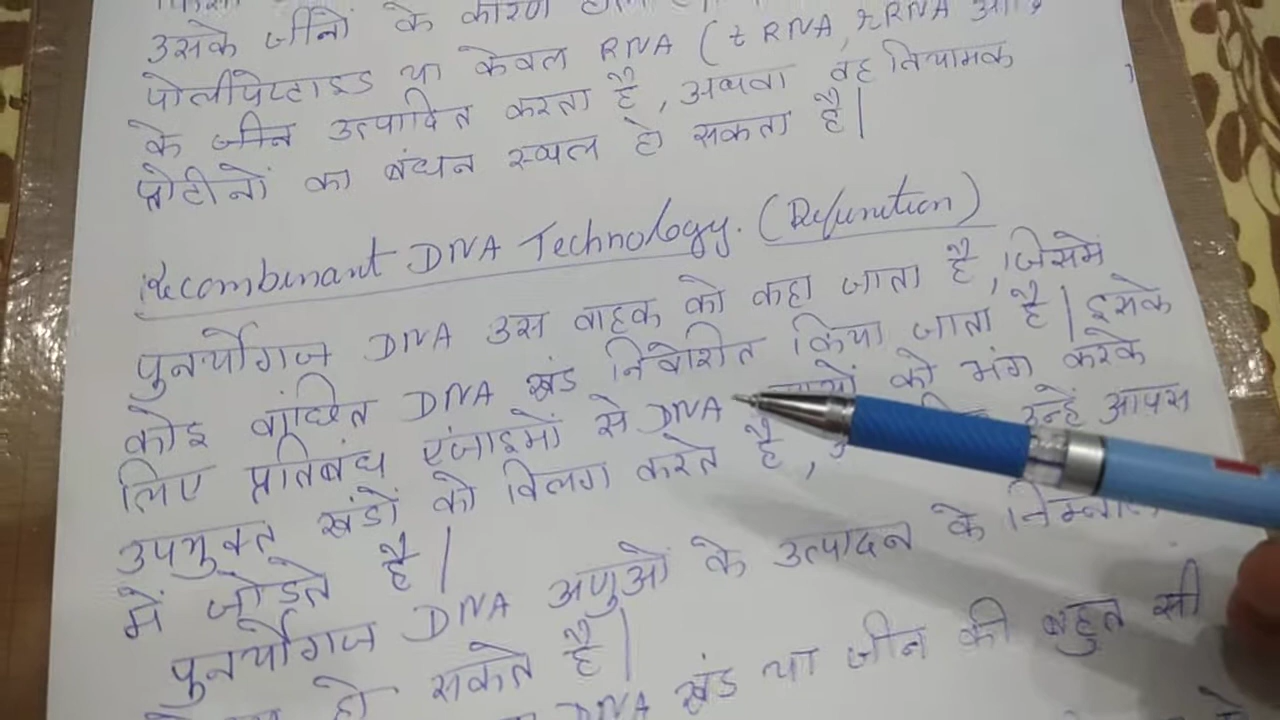 उसके जीनों के कारण
पोलीपेप्टाइड या केवल RNA (t RNA, r RNA आदि
के जीन उत्पादित करता है, अथवा वह नियामक
प्रोटीनों का बंधन स्थल हो सकता है।
Recombinant DNA Technology. (Defunition)
पुनर्योगज DNA उस वाहक को कहा जाता है, जिसमें
कोइ वांछित DNA खंड निवेशित किया जाता है। इसके
लिए प्रतिबंध एंजाइमों से DNA को भंग करके
उपयुक्त खंडों को विलग करते है, उन्हें आपस
में जोड़ते है।
पुनर्योगज DNA अणुओं के उत्पादन के
हो सकते है।
DNA खंड या जीन की बहुत सी